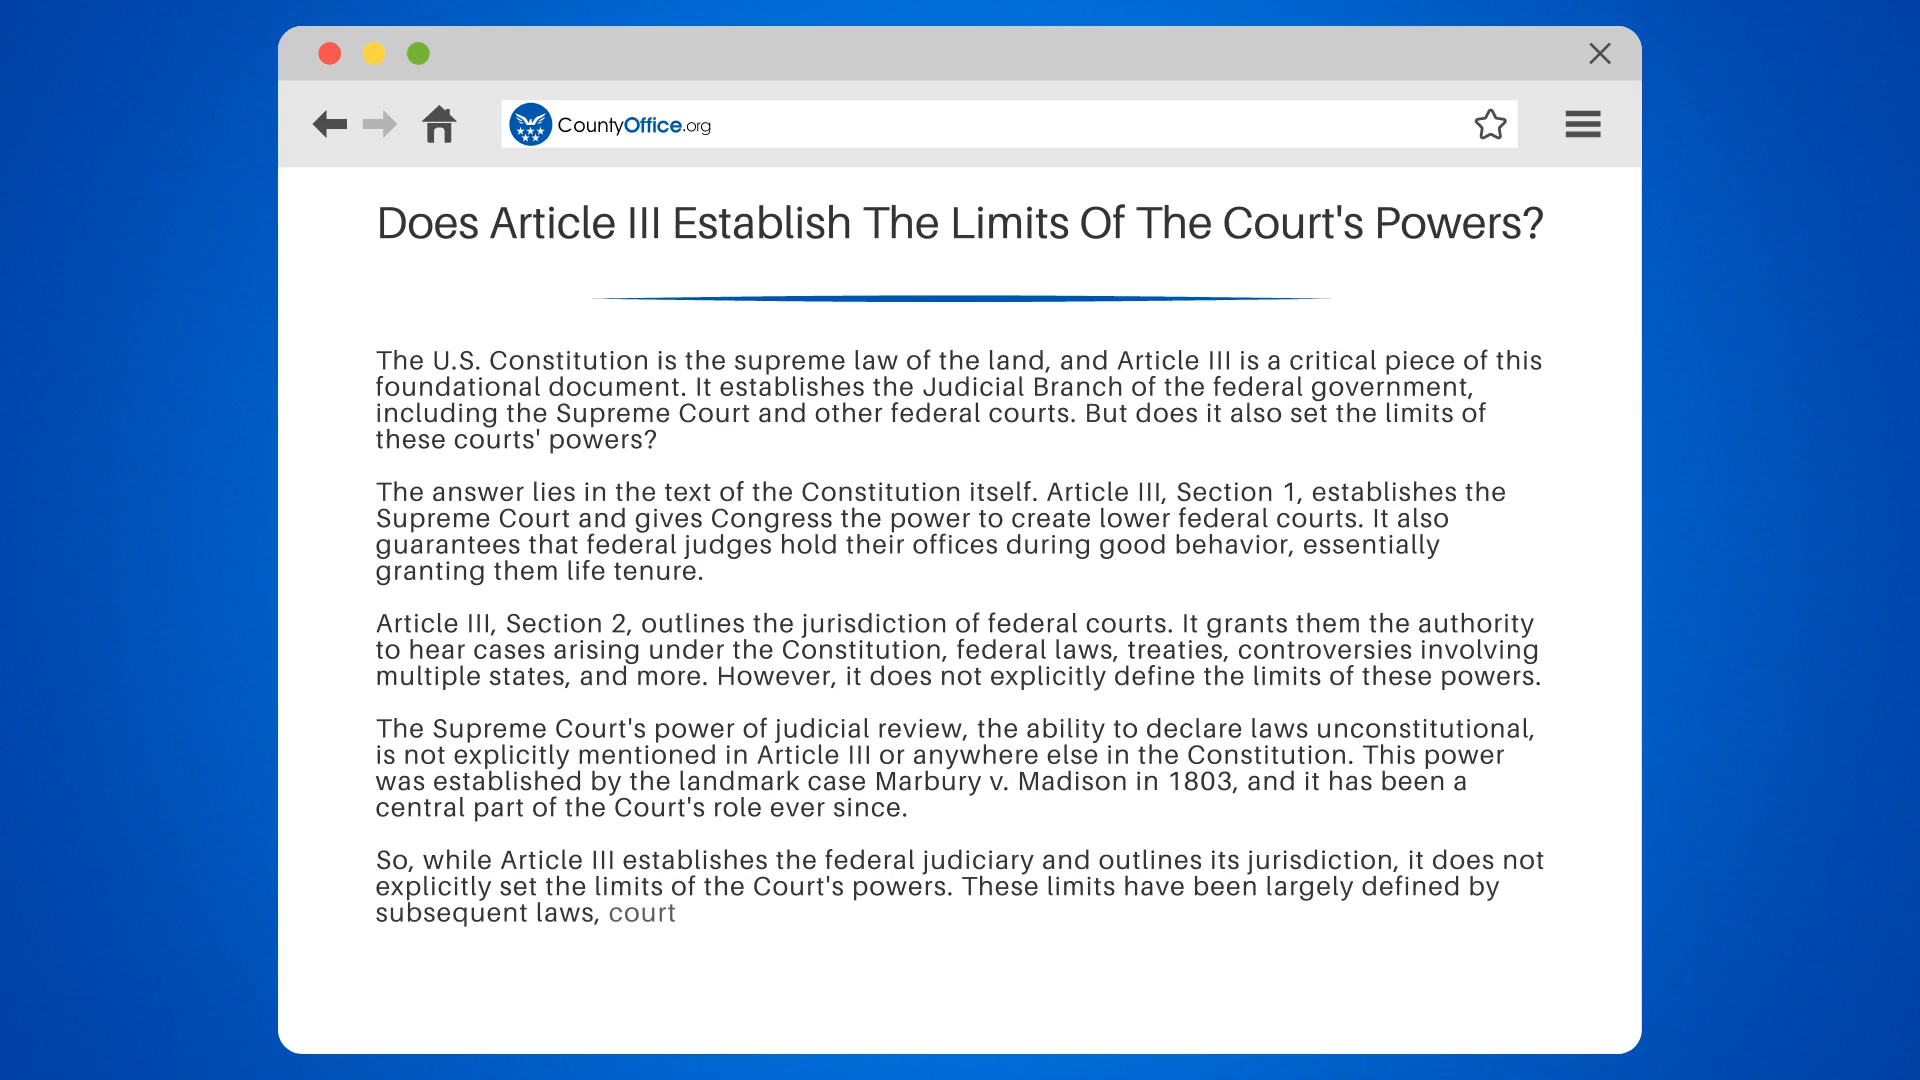 CountyOffice.org
Does Article III Establish The Limits Of The Court's Powers?
The U.S. Constitution is the supreme law of the land, and Article III is a critical piece of this
foundational document. It establishes the Judicial Branch of the federal government,
including the Supreme Court and other federal courts. But does it also set the limits of
these courts' powers?
The answer lies in the text of the Constitution itself. Article III, Section 1, establishes the
Supreme Court and gives Congress the power to create lower federal courts. It also
guarantees that federal judges hold their offices during good behavior, essentially
granting them life tenure.
Article III, Section 2, outlines the jurisdiction of federal courts. It grants them the authority
to hear cases arising under the Constitution, federal laws, treaties, controversies involving
multiple states, and more. However, it does not explicitly define the limits of these powers.
The Supreme Court's power of judicial review, the ability to declare laws unconstitutional,
is not explicitly mentioned in Article III or anywhere else in the Constitution. This power
was established by the landmark case Marbury v. Madison in 1803, and it has been a
central part of the Court's role ever since.
So, while Article III establishes the federal judiciary and outlines its jurisdiction, it does not
explicitly set the limits of the Court's powers. These limits have been largely defined by
subsequent laws, court